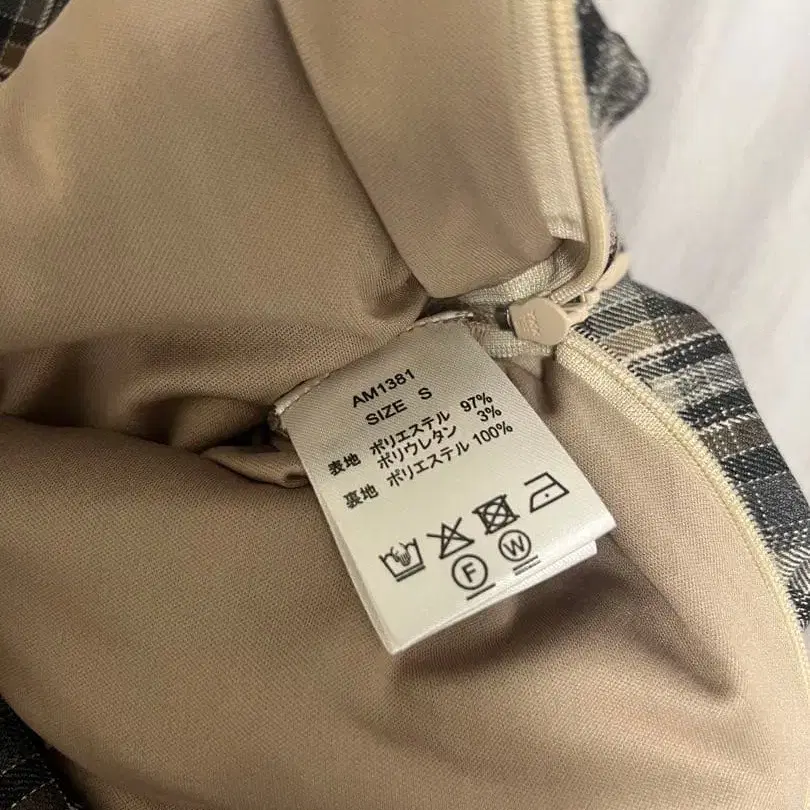 AM1381
SIZE S
表地 ポリエステル 97%
ポリウレタン 3%
裏地 ポリエステル 100%
F W